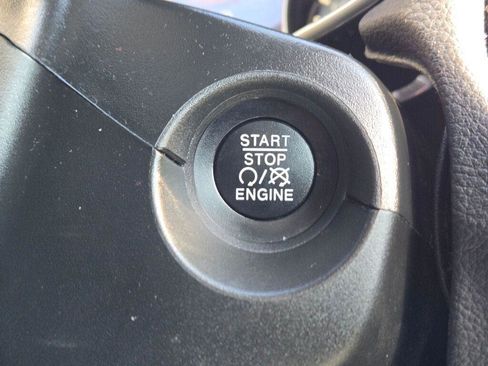 START
STOP
/
ENGINE